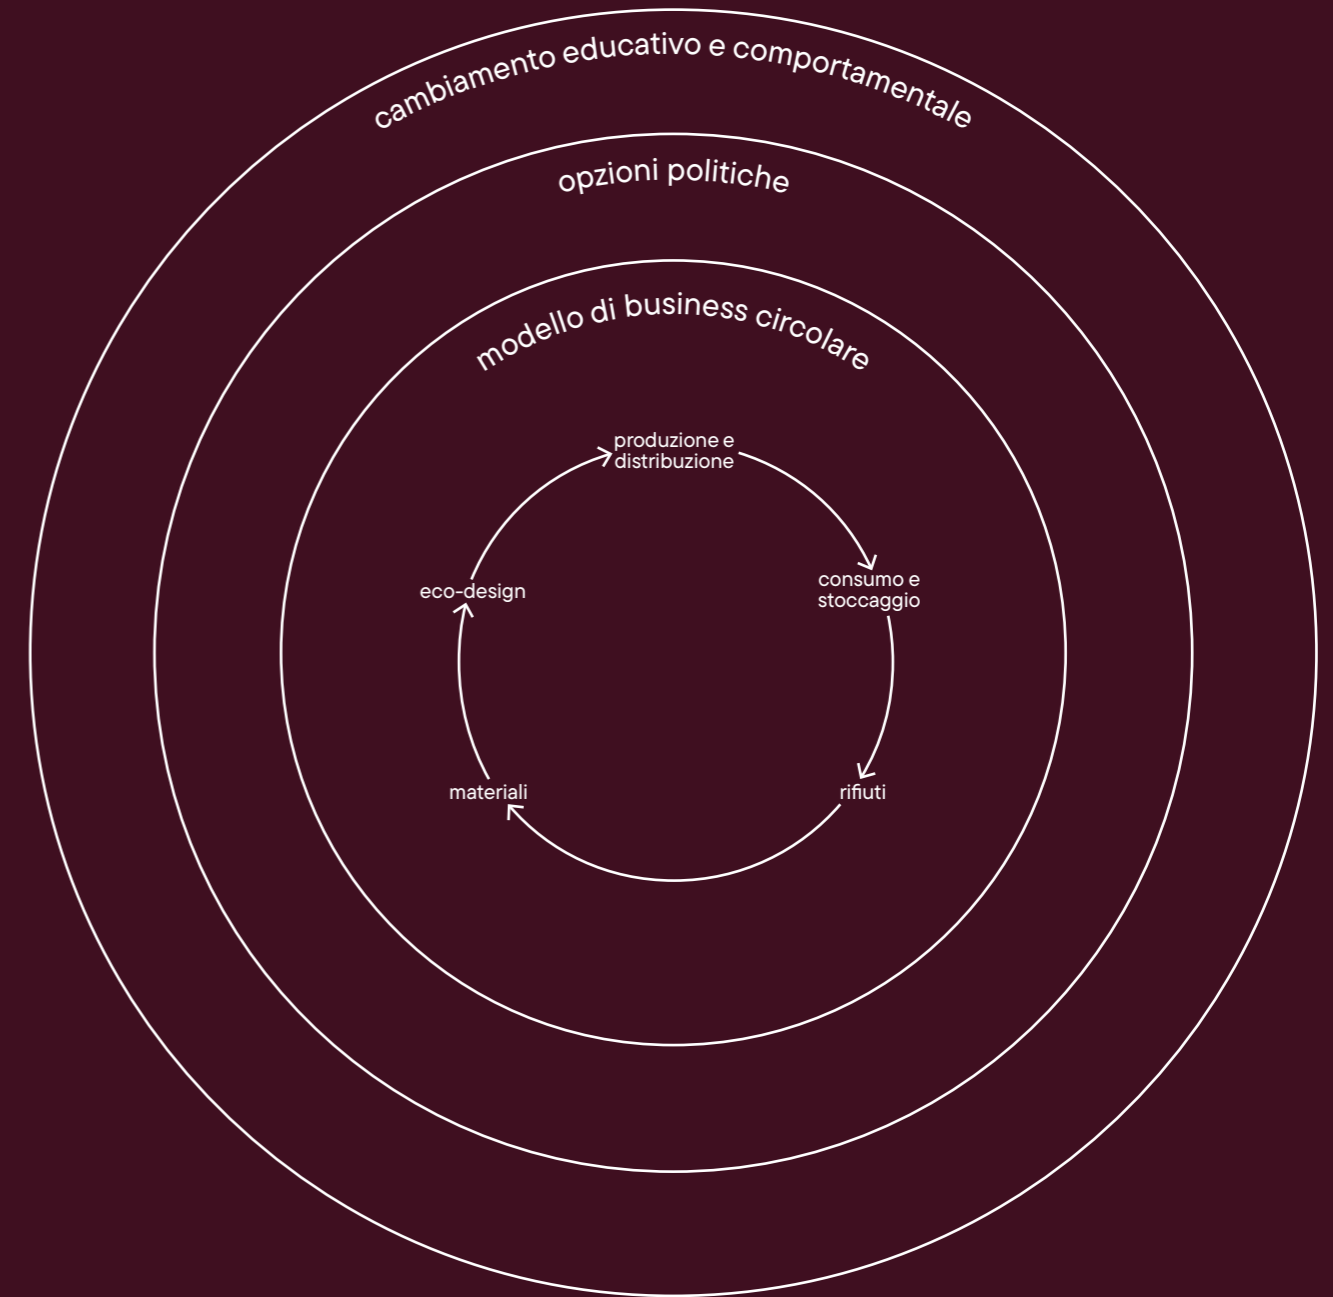 cambiamento educativo e comportamentale
opzioni politiche
modello di business circolare
produzione e
distribuzione
consumo e
stoccaggio
eco-design
materiali
rifiuti